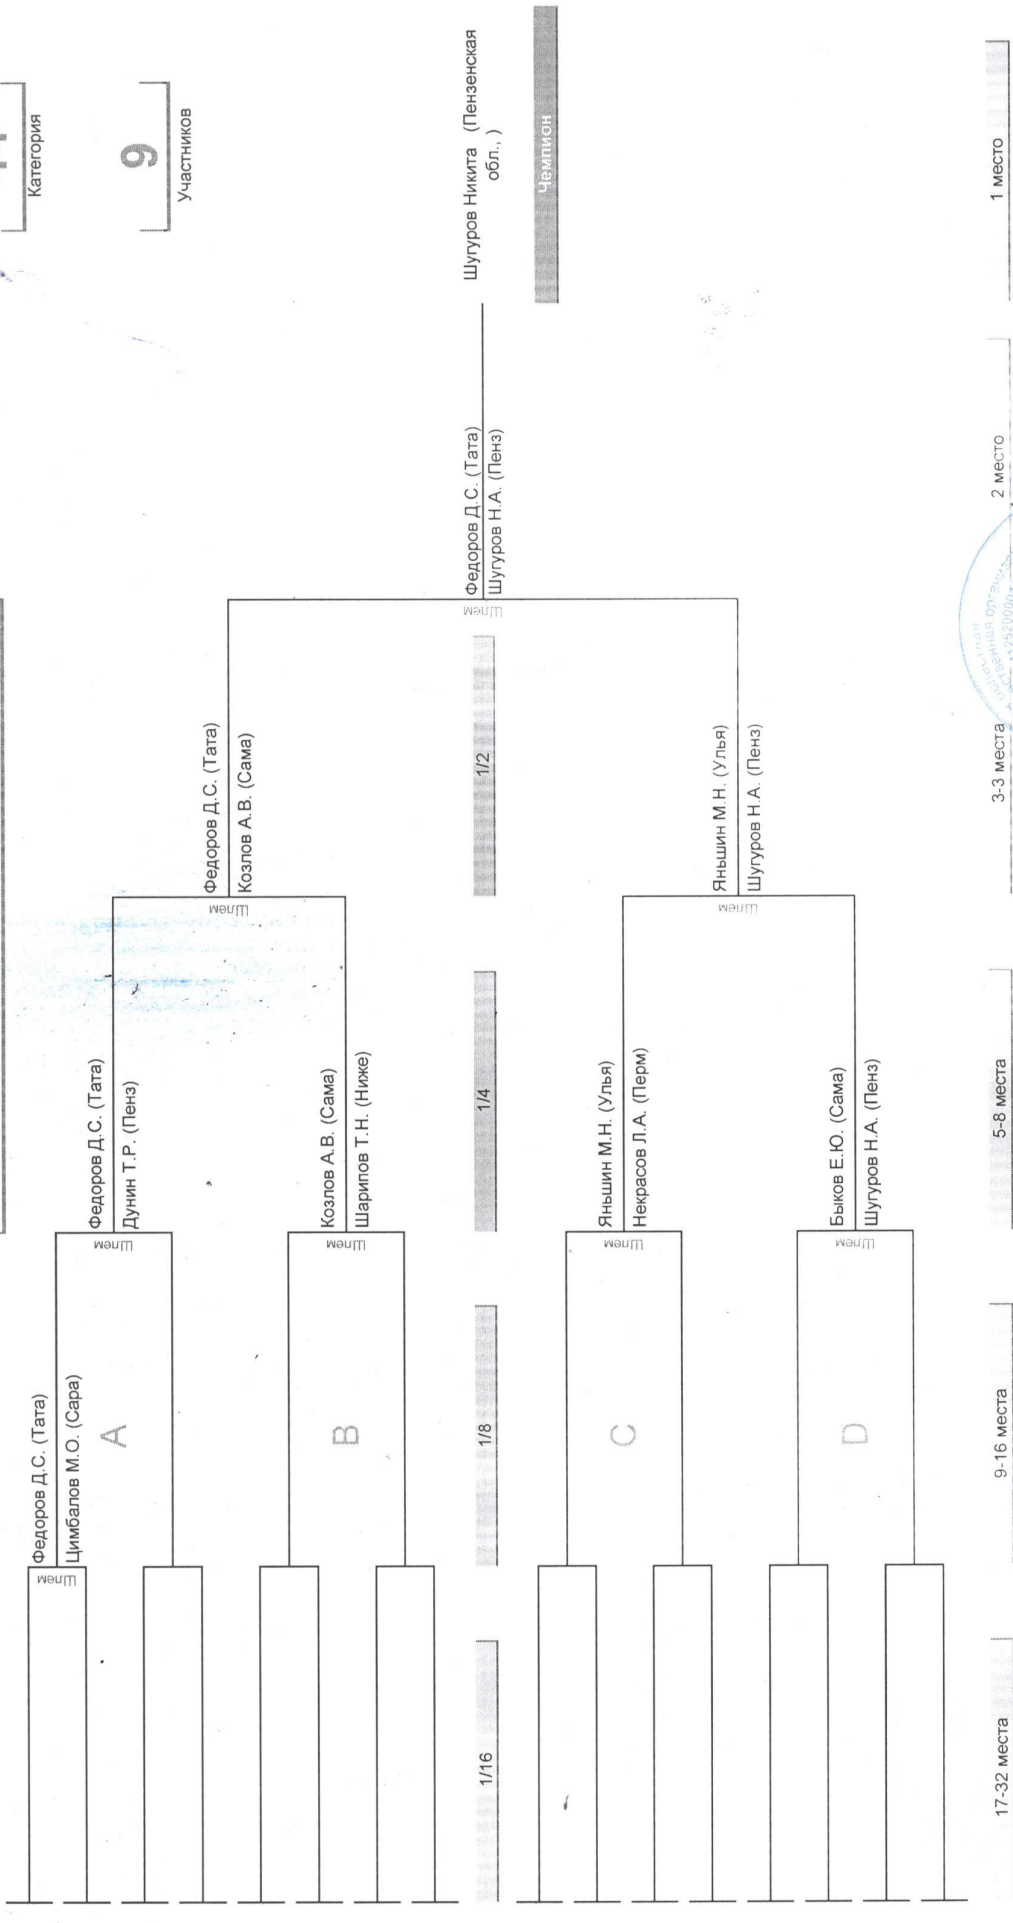 Категория
9
Участников
Шугуров Никита (Пензенская
обл., )
Чемпион
Федоров Д.С. (Тата)
Шугуров Н.А. (Пенз)
Шлем
Федоров Д.С. (Тата)
Козлов А.В. (Сама)
Шлем
Яньшин М.Н. (Улья)
Шугуров Н.А. (Пенз)
Шлем
Федоров Д.С. (Тата)
Дунин Т.Р. (Пенз)
Шлем
Козлов А.В. (Сама)
Шарипов Т.Н. (Ниже)
Шлем
Яньшин М.Н. (Улья)
Некрасов Л.А. (Перм)
Шлем
Быков Е.Ю. (Сама)
Шугуров Н.А. (Пенз)
Шлем
Федоров Д.С. (Тата)
Цимбалов М.О. (Сара)
Шлем
A
B
C
D
1/16
1/8
1/4
1/2
17-32 места
9-16 места
5-8 места
3-3 места
2 место
1 место